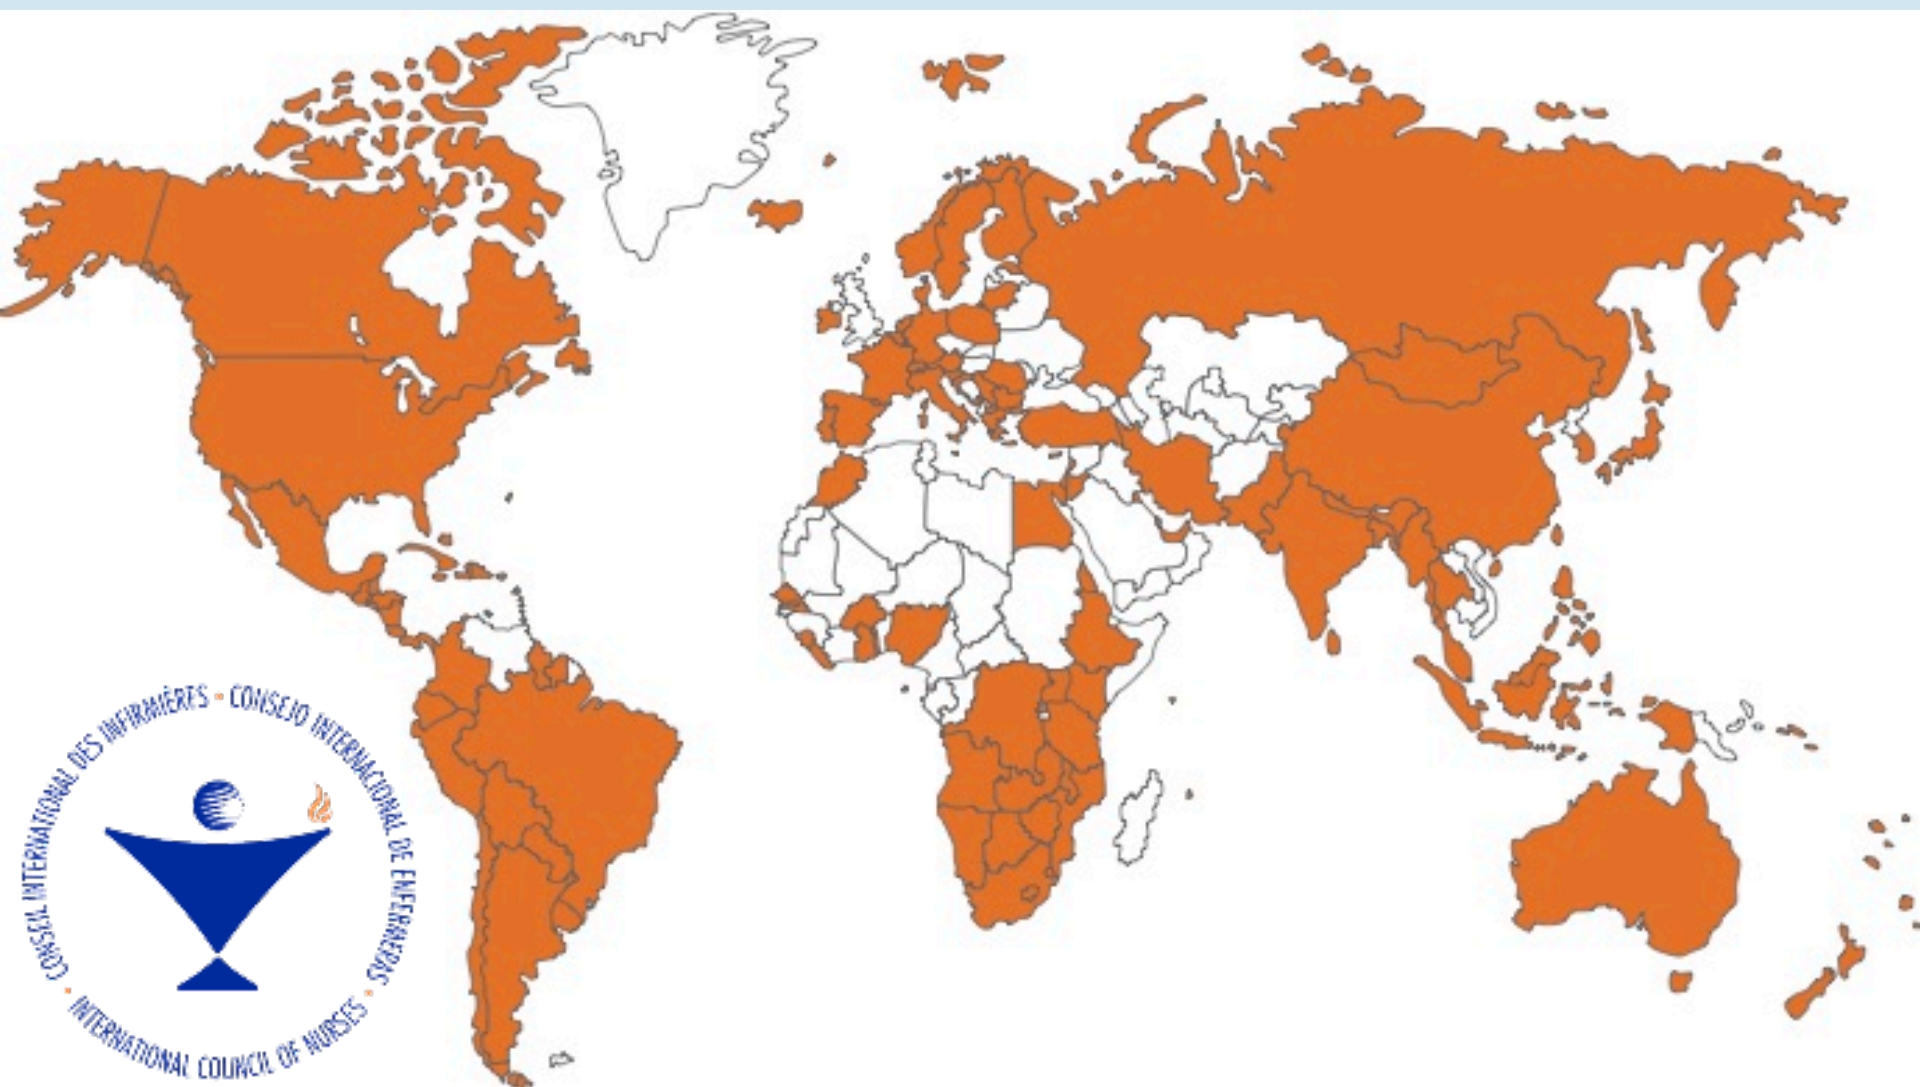 CONSEIL INTERNATIONAL DES INFIRMIÈRES
CONSEJO INTERNACIONAL DE ENFERMERAS
INTERNATIONAL COUNCIL OF NURSES